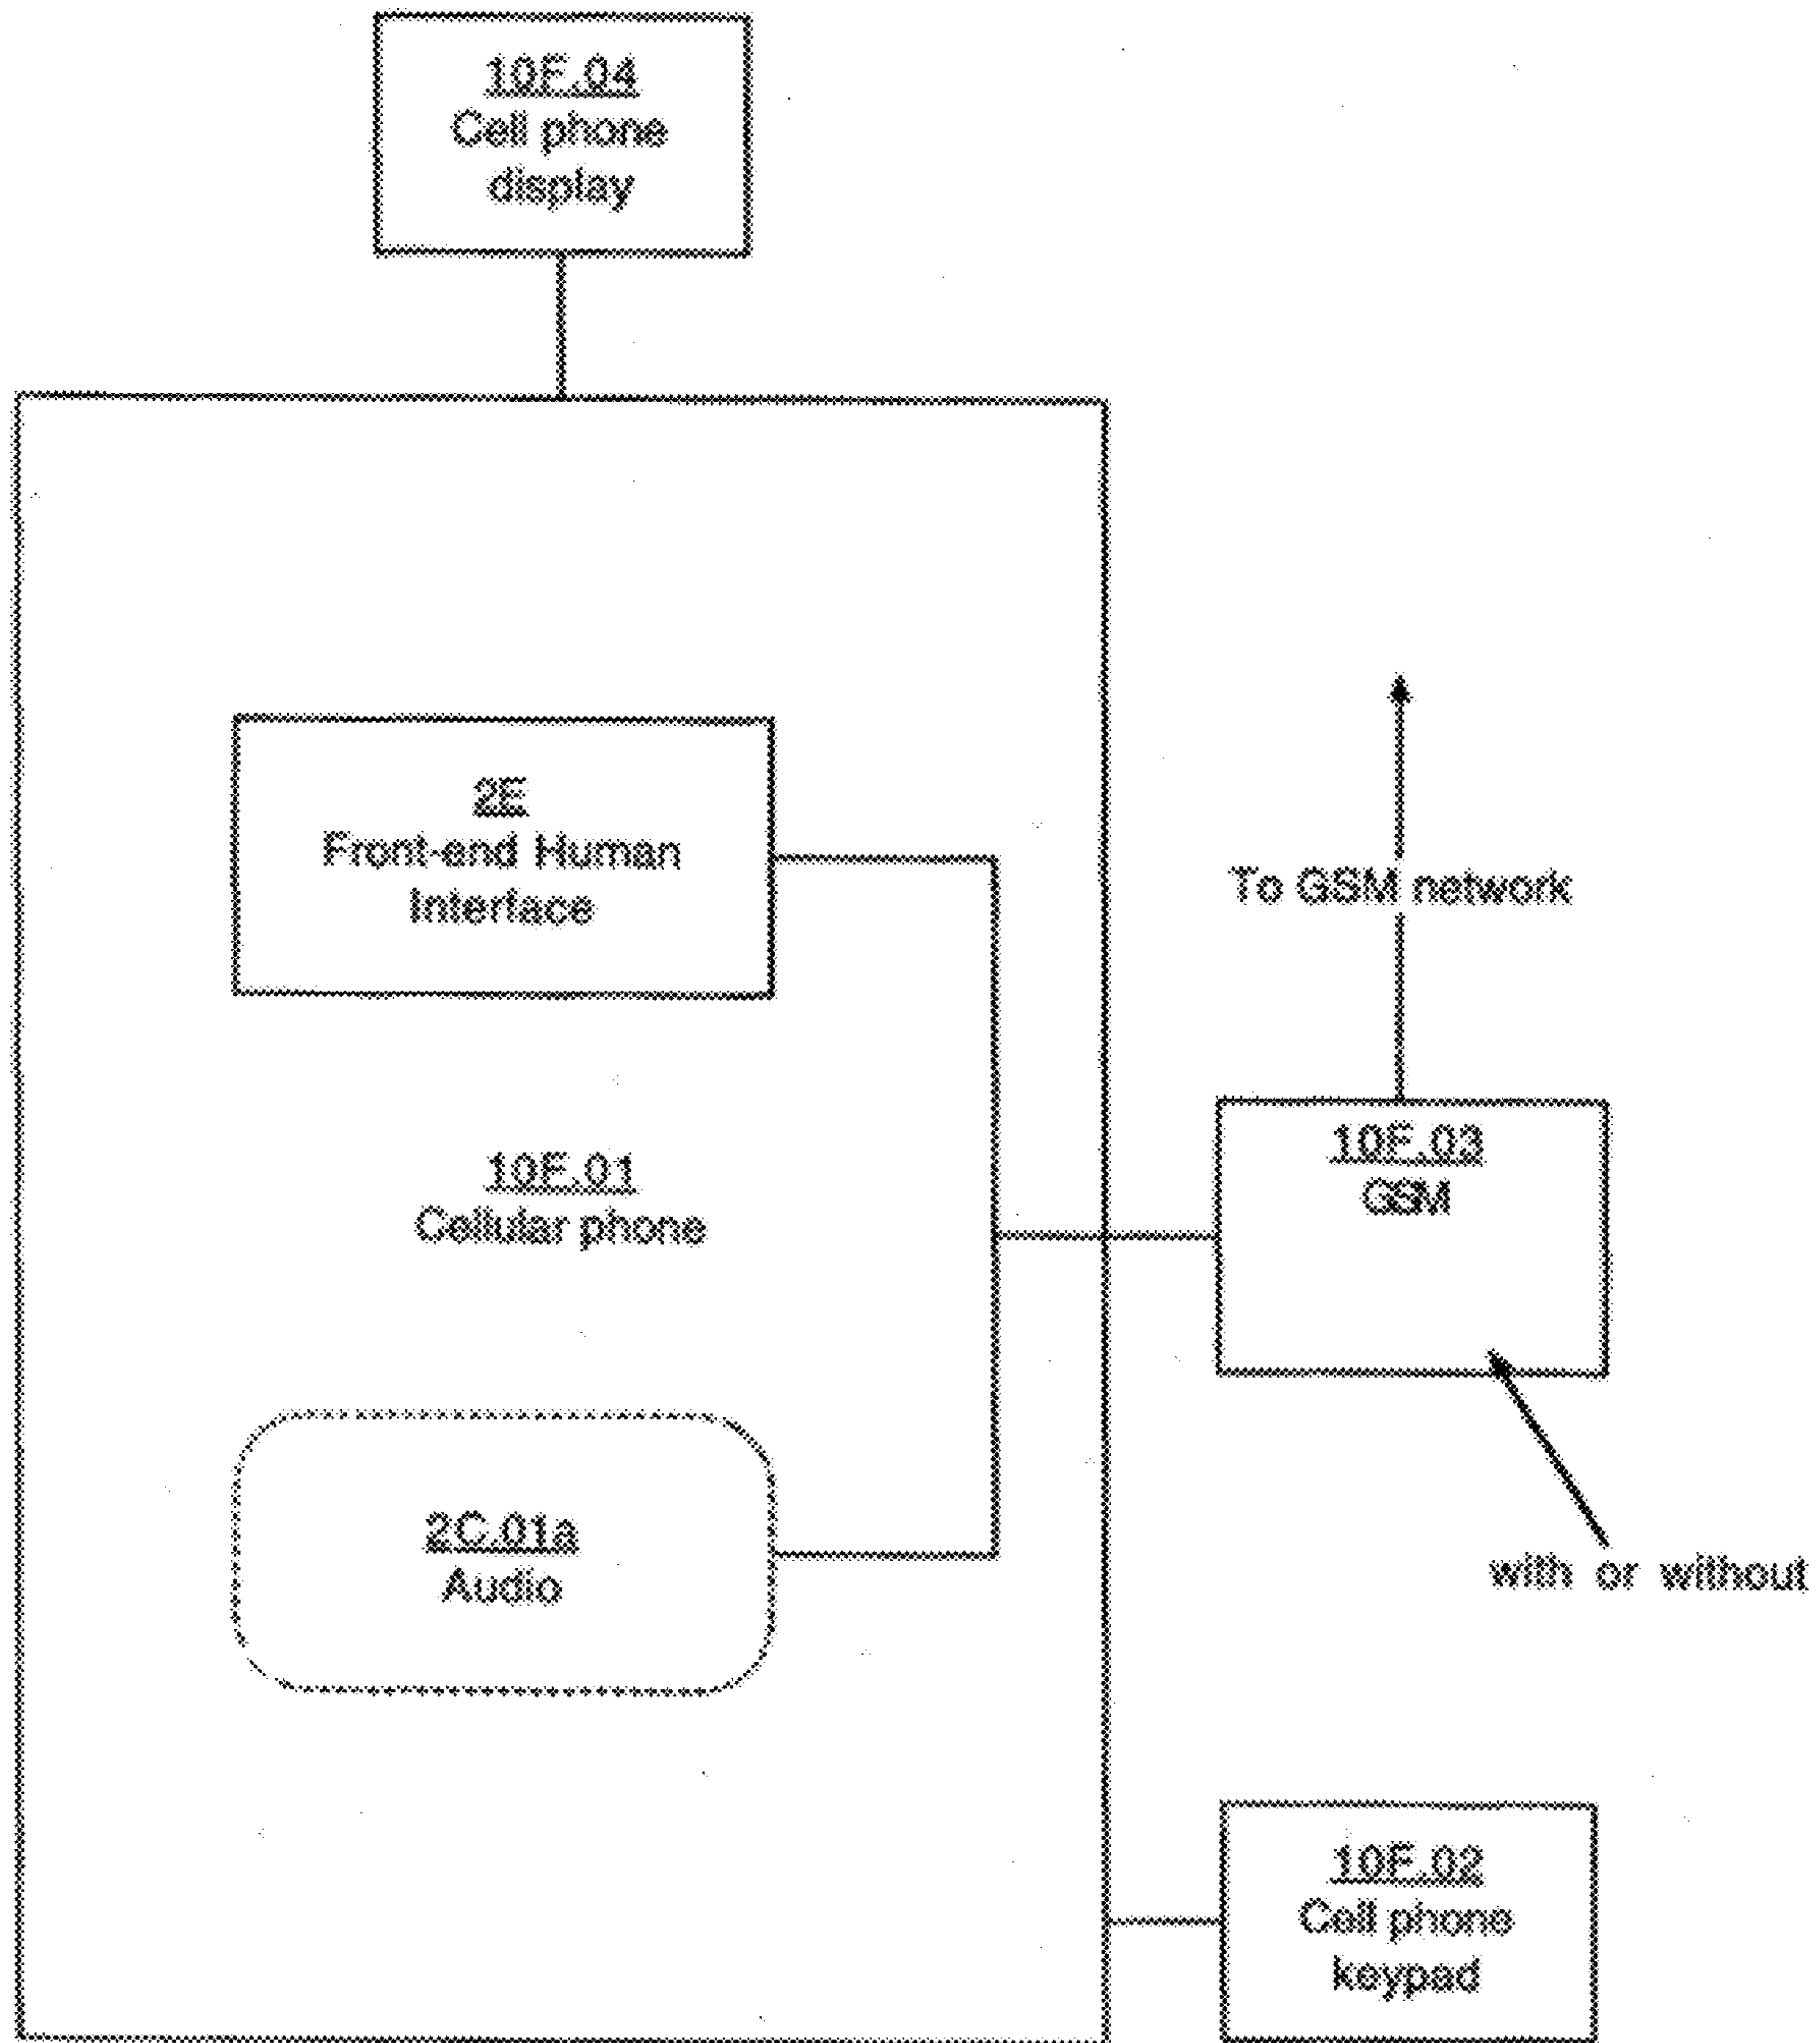 10F.04
Cell phone
display
2E
Front-end Human
Interface
To GSM network
10F.01
Cellular phone
10F.03
GSM
2C.01a
Audio
with or without
10F.02
Cell phone
keypad